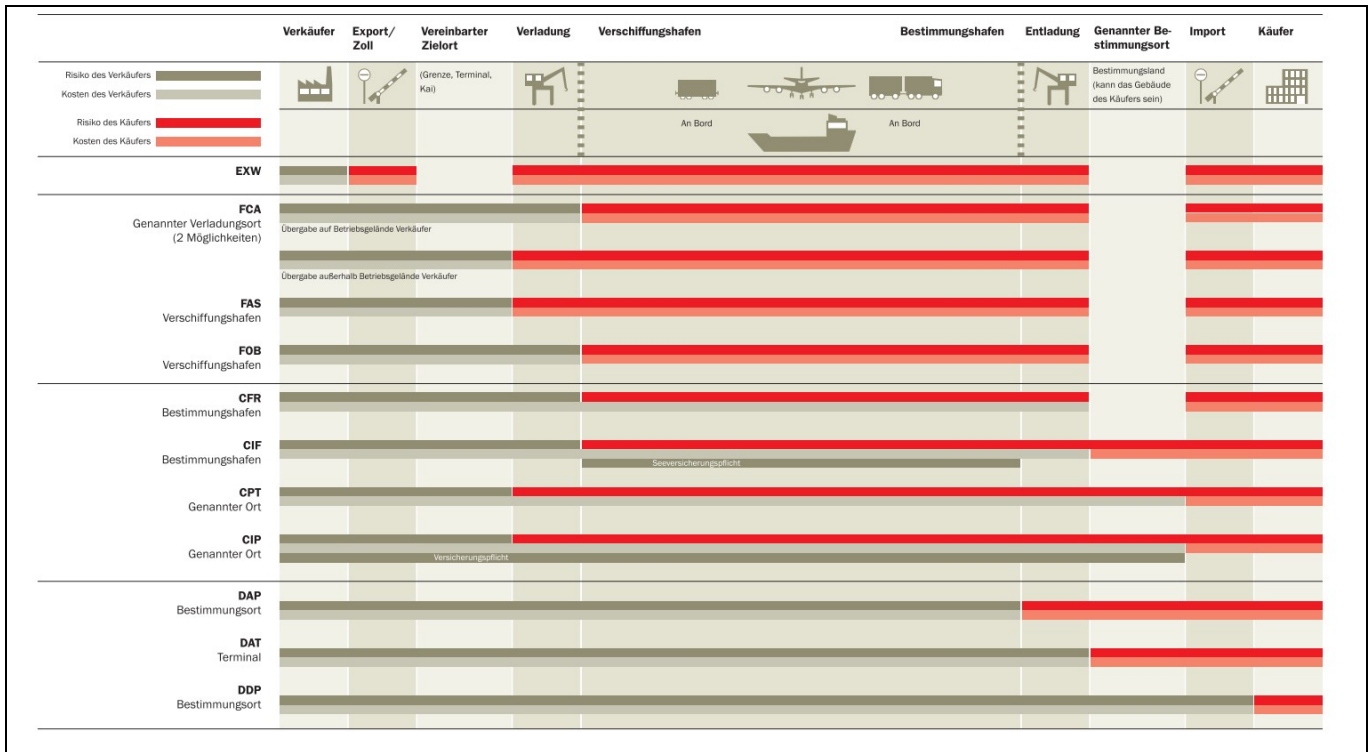 Verkäufer
Export/
Zoll
Vereinbarter
Zielort
Verladung
Verschiffungshafen
Bestimmungshafen
Entladung
Genannter Be-
stimmungsort
Import
Käufer
Risiko des Verkäufers
Kosten des Verkäufers
(Grenze, Terminal,
Kai)
Bestimmungsland
(kann das Gebäude
des Käufers sein)
Risiko des Käufers
Kosten des Käufers
An Bord
An Bord
EXW
FCA
Genannter Verladungsort
(2 Möglichkeiten)
Übergabe auf Betriebsgelände Verkäufer
Übergabe außerhalb Betriebsgelände Verkäufer
FAS
Verschiffungshafen
FOB
Verschiffungshafen
CFR
Bestimmungshafen
CIF
Bestimmungshafen
Seeversicherungspflicht
CPT
Genannter Ort
CIP
Genannter Ort
Versicherungspflicht
DAP
Bestimmungsort
DAT
Terminal
DDP
Bestimmungsort